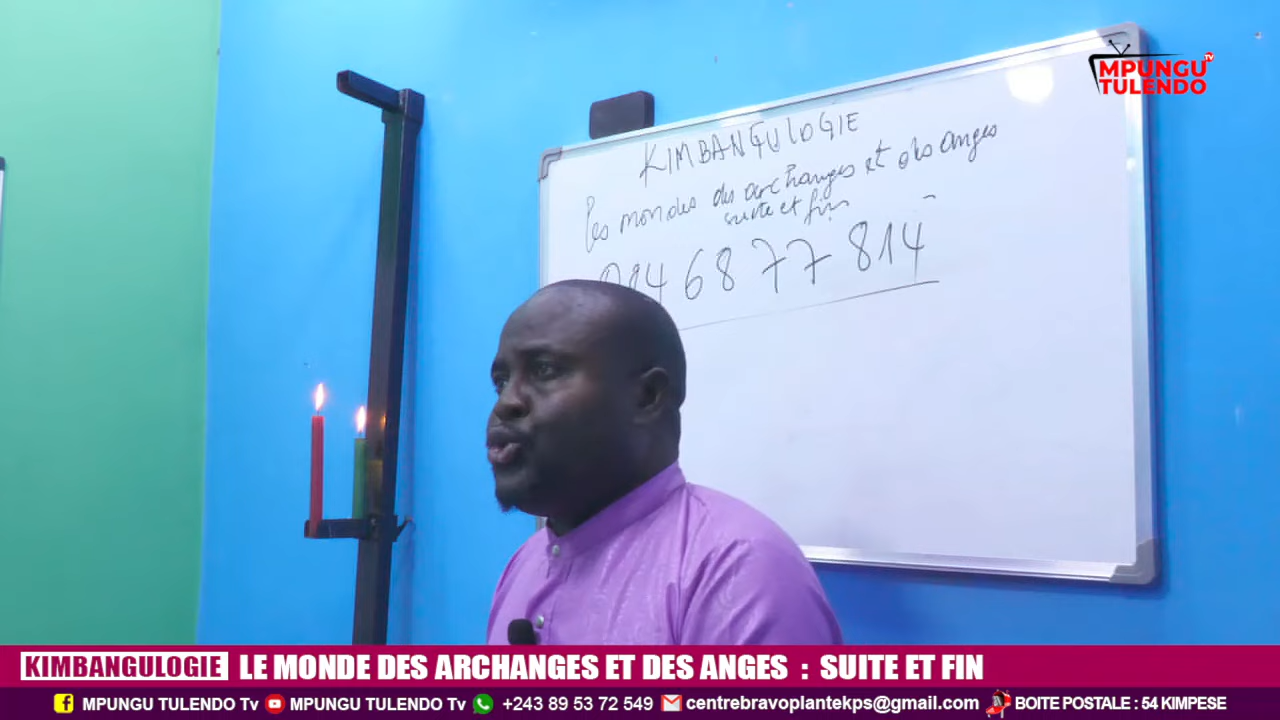 MPUNGU TV
TULENDO
KIMBANGULOGIE
Les mondes des archanges et des anges
suite et fin
0846877814
KIMBANGULOGIE LE MONDE DES ARCHANGES ET DES ANGES : SUITE ET FIN
MPUNGU TULENDO Tv MPUNGU TULENDO Tv +243 89 53 72 549 centrebravoplantekps@gmail.com BOITE POSTALE : 54 KIMPESE